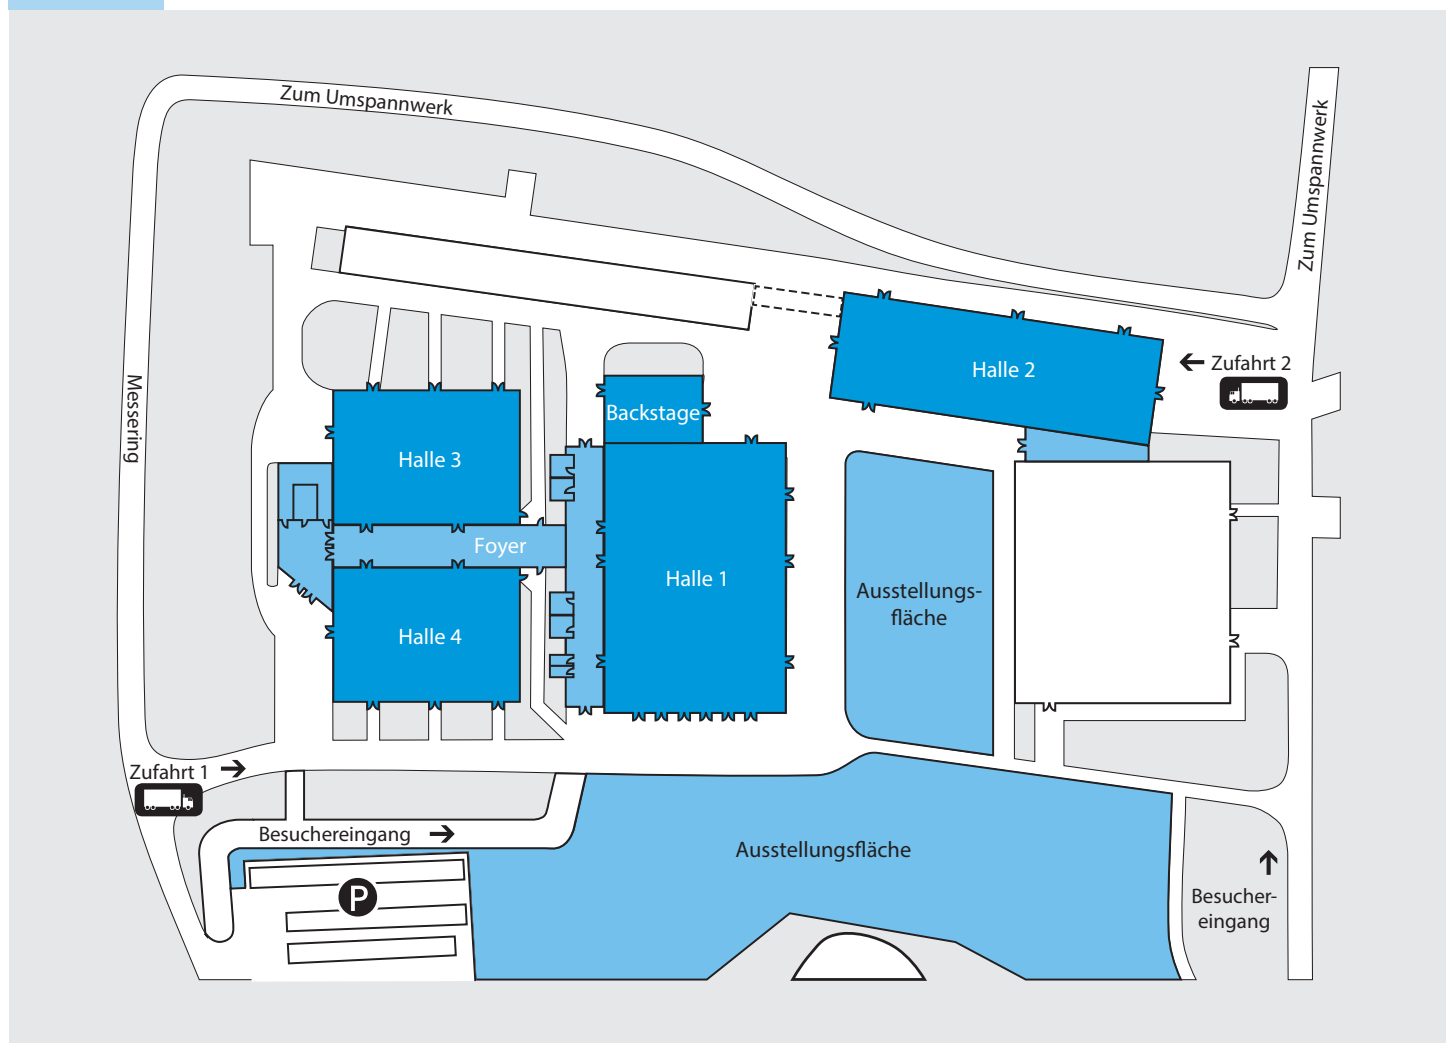 Zum Umspannwerk
Zum Umspannwerk
Messering
Halle 2
Zufahrt 2
Backstage
Halle 3
Foyer
Halle 1
Ausstellungs-
fläche
Halle 4
Zufahrt 1
Besuchereingang
Ausstellungsfläche
P
Besucher-
eingang